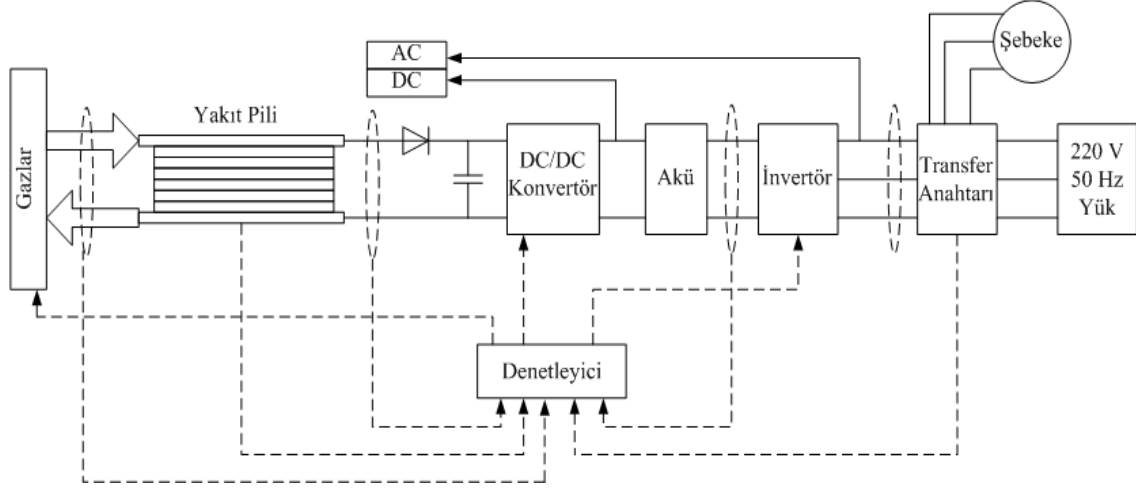 AC
DC
Şebeke
Gazlar
Yakıt Pili
DC/DC
Konvertör
Akü
İnvertör
Transfer
Anahtarı
220 V
50 Hz
Yük
Denetleyici